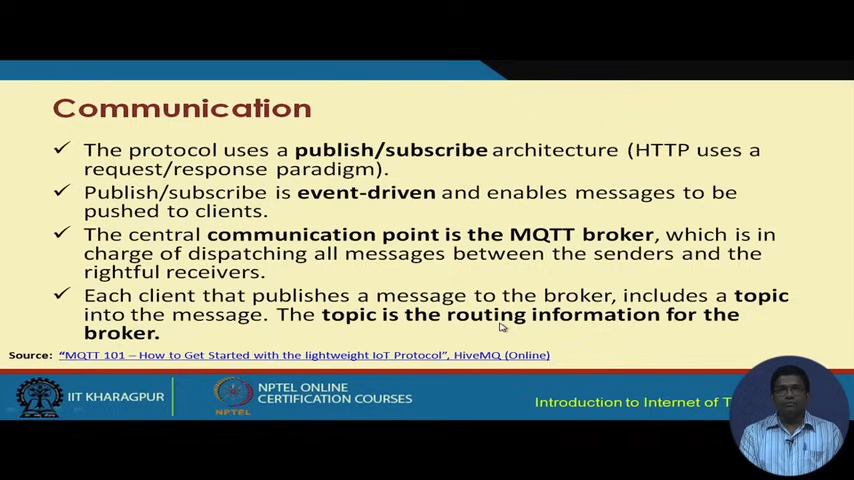 Communication
✓ The protocol uses a publish/subscribe architecture (HTTP uses a
request/response paradigm).
✓ Publish/subscribe is event-driven and enables messages to be
pushed to clients.
✓ The central communication point is the MQTT broker, which is in
charge of dispatching all messages between the senders and the
rightful receivers.
✓ Each client that publishes a message to the broker, includes a topic
into the message. The topic is the routing information for the
broker.
Source: "MQTT 101 – How to Get Started with the lightweight IoT Protocol", HiveMQ (Online)
IIT KHARAGPUR
NPTEL
NPTEL ONLINE
CERTIFICATION COURSES
Introduction to Internet of T